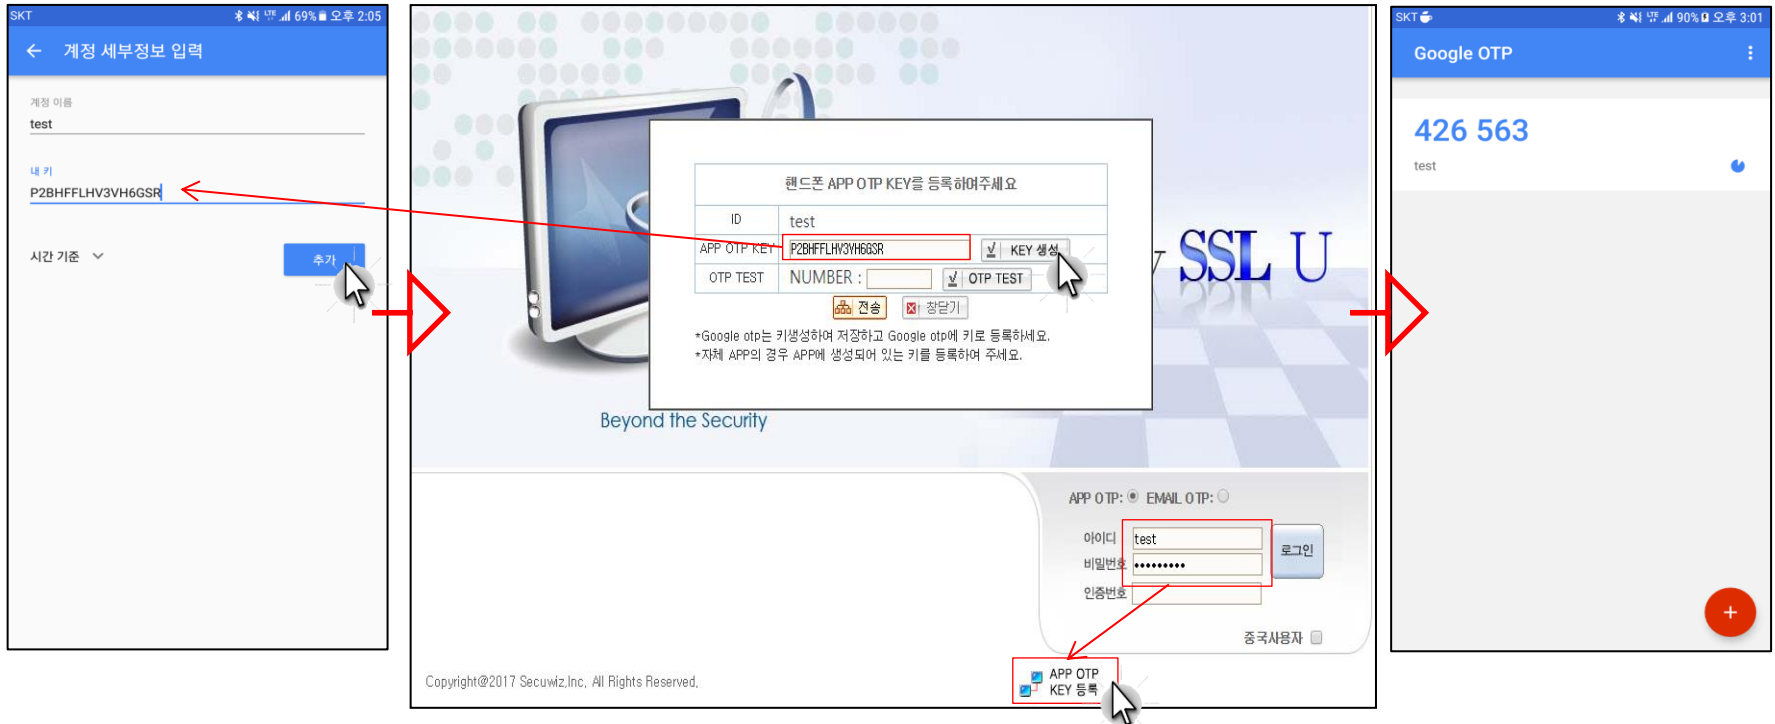 SKT
69% 오후 2:05
계정 세부정보 입력
계정 이름
test
내 키
P2BHFFLHV3VH6GSR
시간 기준
추가
핸드폰 APP OTP KEY를 등록하여주세요
ID test
APP OTP KEY P2BHFFLHV3YH6GSR KEY 생성
OTP TEST NUMBER : OTP TEST
전송 창닫기
*Google otp는 키생성하여 저장하고 Google otp에 키로 등록하세요.
*자체 APP의 경우 APP에 생성되어 있는 키를 등록하여 주세요.
SSL U
Beyond the Security
APP OTP: EMAIL OTP:
아이디 test
로그인
비밀번호 •••••••••
인증번호
중국사용자
APP OTP
KEY 등록
Copyright@2017 Secuwiz,Inc, All Rights Reserved.
SKT
LTE 90% 오후 3:01
Google OTP
426 563
test